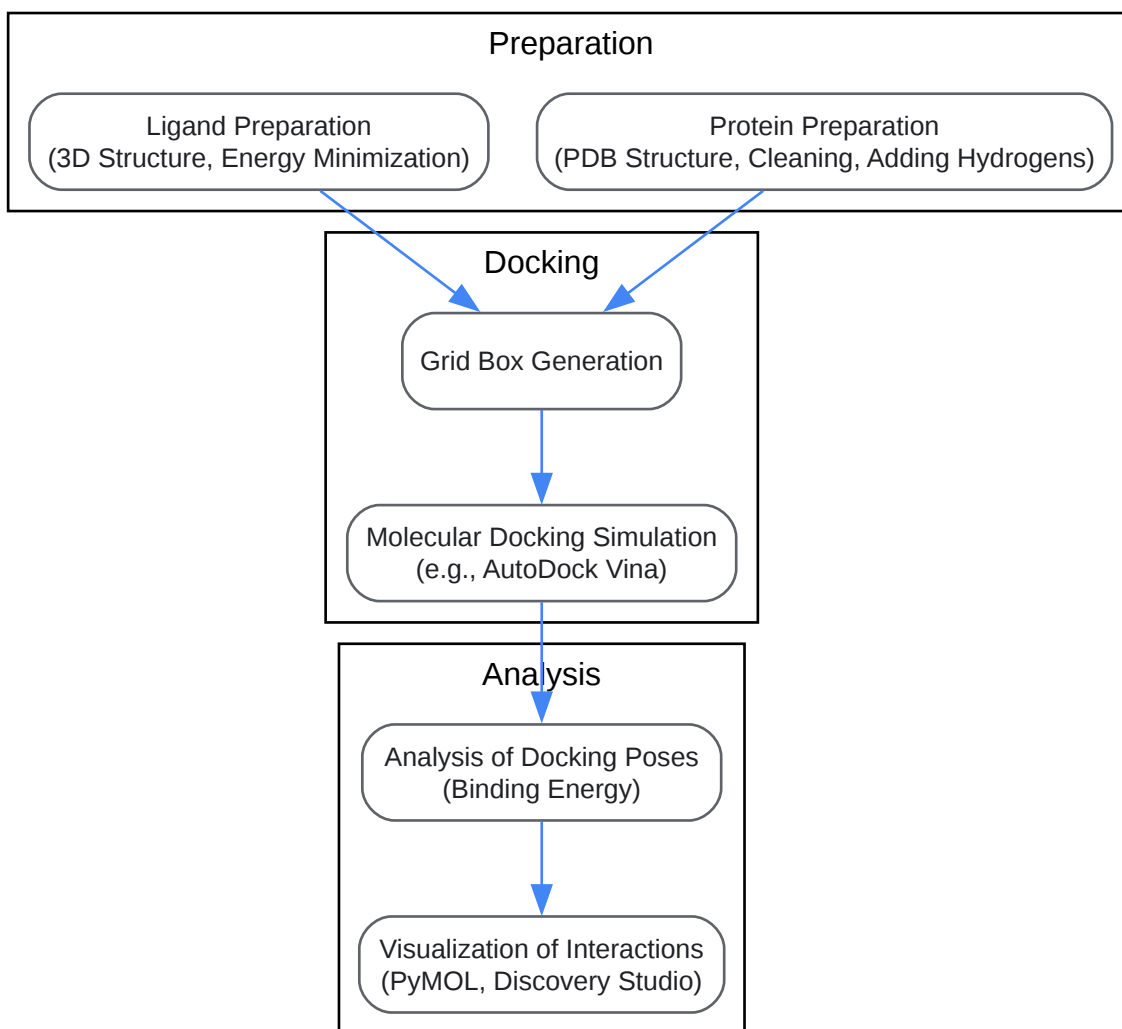 Preparation
Ligand Preparation
(3D Structure, Energy Minimization)
Protein Preparation
(PDB Structure, Cleaning, Adding Hydrogens)
Docking
Grid Box Generation
Molecular Docking Simulation
(e.g., AutoDock Vina)
Analysis
Analysis of Docking Poses
(Binding Energy)
Visualization of Interactions
(PyMOL, Discovery Studio)